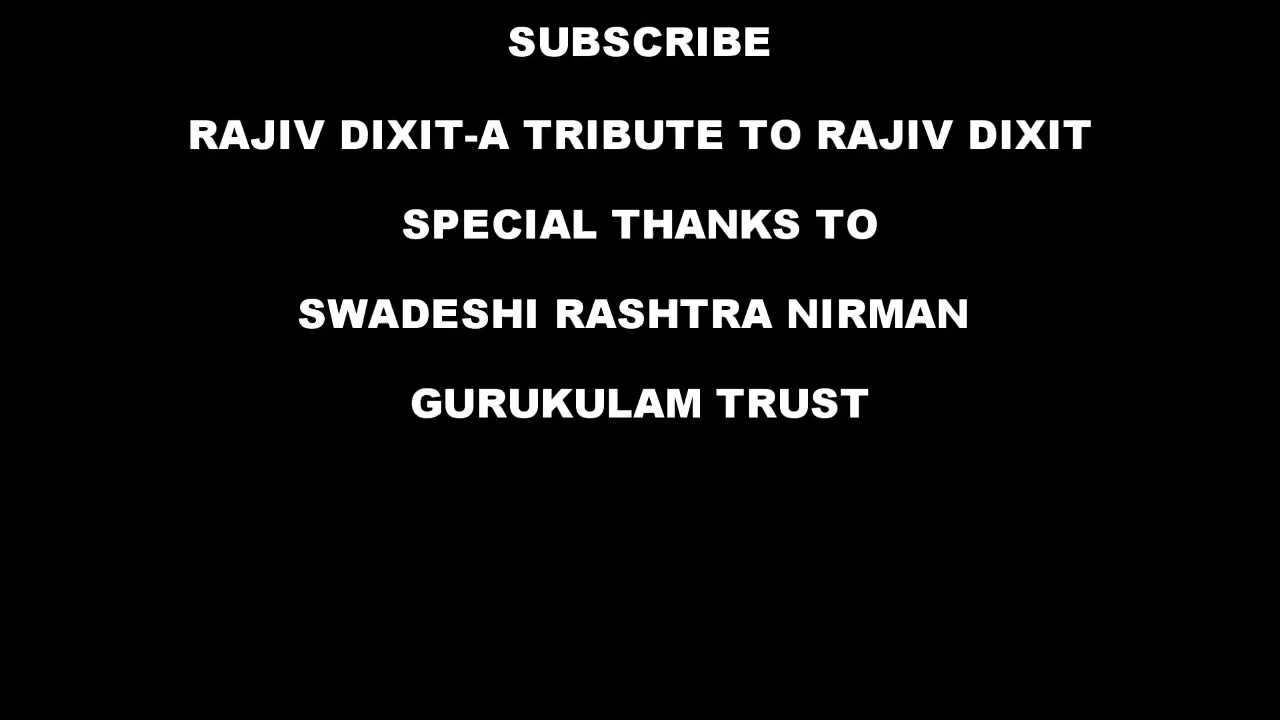 SUBSCRIBE
RAJIV DIXIT-A TRIBUTE TO RAJIV DIXIT
SPECIAL THANKS TO
SWADESHI RASHTRA NIRMAN
GURUKULAM TRUST